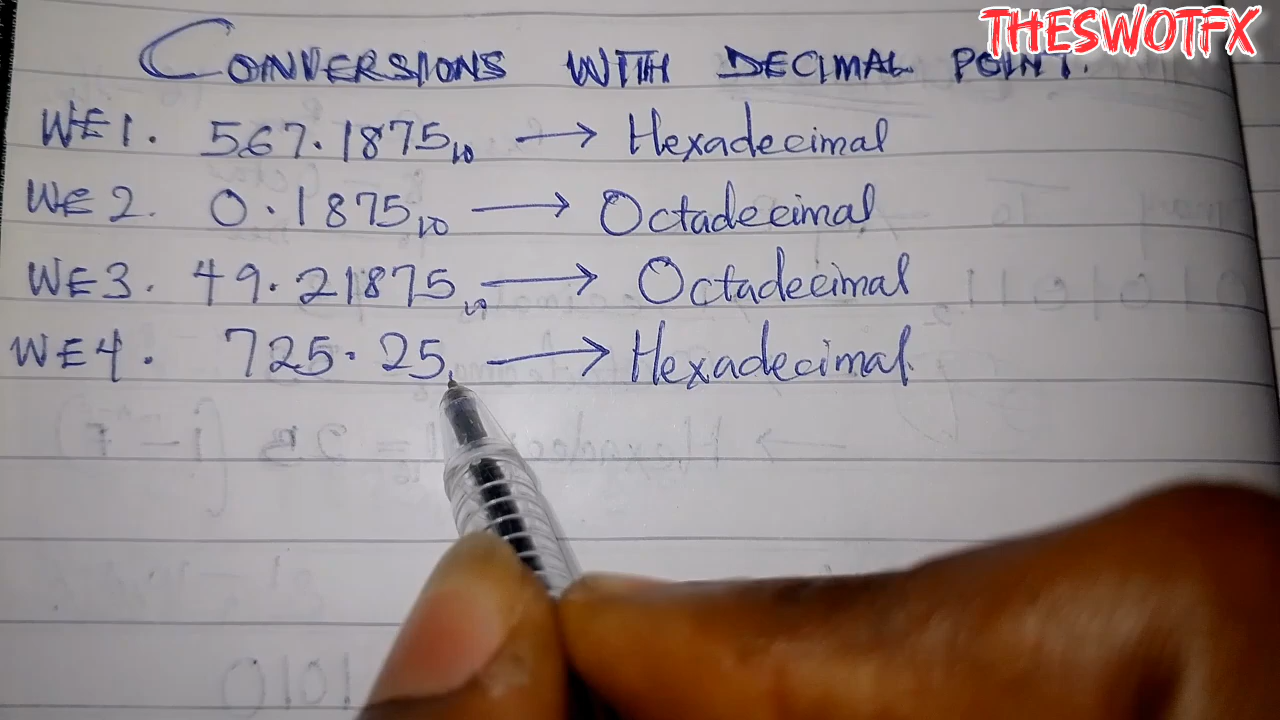 THESWOTFX
CONVERSIONS WITH DECIMAL POINT.
WE1. 567.1875₁₀ → Hexadecimal
WE2. 0.1875₁₀ → Octadecimal
WE3. 49.21875₁₀ → Octadecimal
WE4. 725.25 → Hexadecimal.